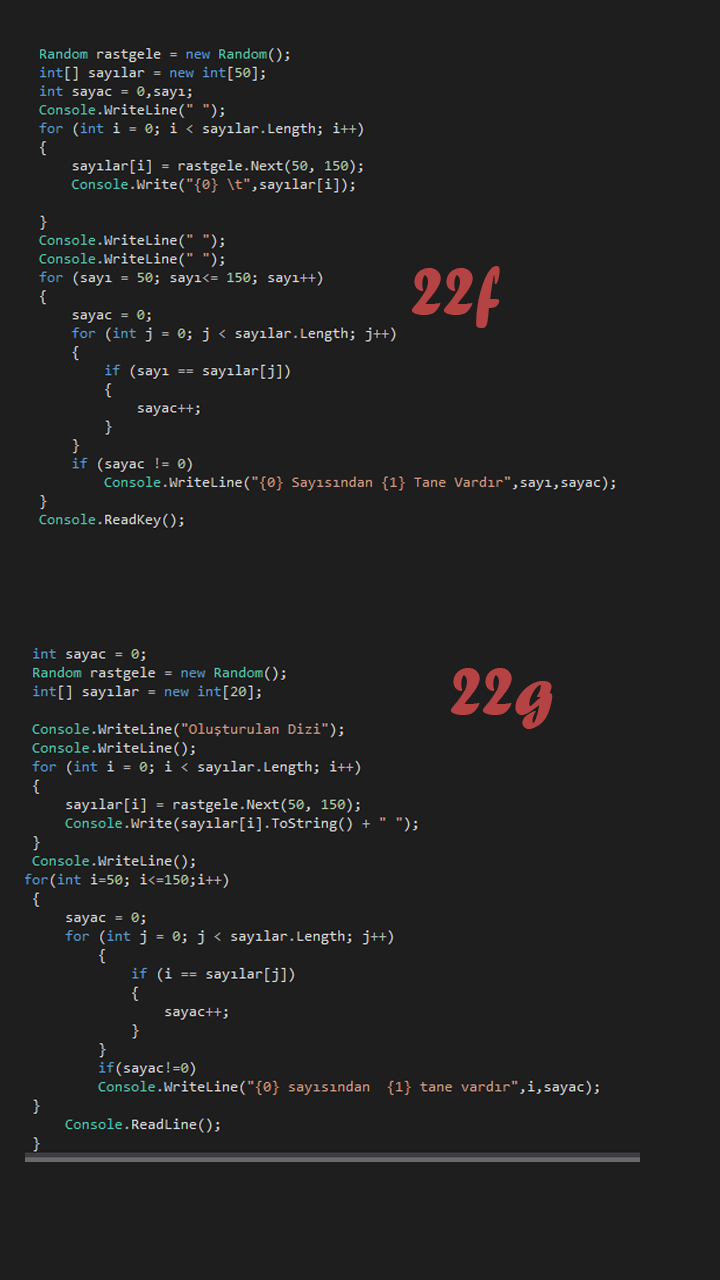 Random rastgele = new Random();
int[] sayılar = new int[50];
int sayac = 0,sayı;
Console.WriteLine(" ");
for (int i = 0; i < sayılar.Length; i++)
{
sayılar[i] = rastgele.Next(50, 150);
Console.Write("{0} \t",sayılar[i]);
}
Console.WriteLine(" ");
Console.WriteLine(" ");
for (sayı = 50; sayı<= 150; sayı++)
22f
{
sayac = 0;
for (int j = 0; j < sayılar.Length; j++)
{
if (sayı == sayılar[j])
{
sayac++;
}
}
if (sayac != 0)
Console.WriteLine("{0} Sayısından {1} Tane Vardır",sayı,sayac);
}
Console.ReadKey();
int sayac = 0;
Random rastgele = new Random();
int[] sayılar = new int[20];
22g
Console.WriteLine("Oluşturulan Dizi");
Console.WriteLine();
for (int i = 0; i < sayılar.Length; i++)
{
sayılar[i] = rastgele.Next(50, 150);
Console.Write(sayılar[i].ToString() + " ");
}
Console.WriteLine();
for(int i=50; i<=150;i++)
{
sayac = 0;
for (int j = 0; j < sayılar.Length; j++)
{
if (i == sayılar[j])
{
sayac++;
}
}
if(sayac!=0)
Console.WriteLine("{0} sayısından  {1} tane vardır",i,sayac);
}
Console.ReadLine();
}